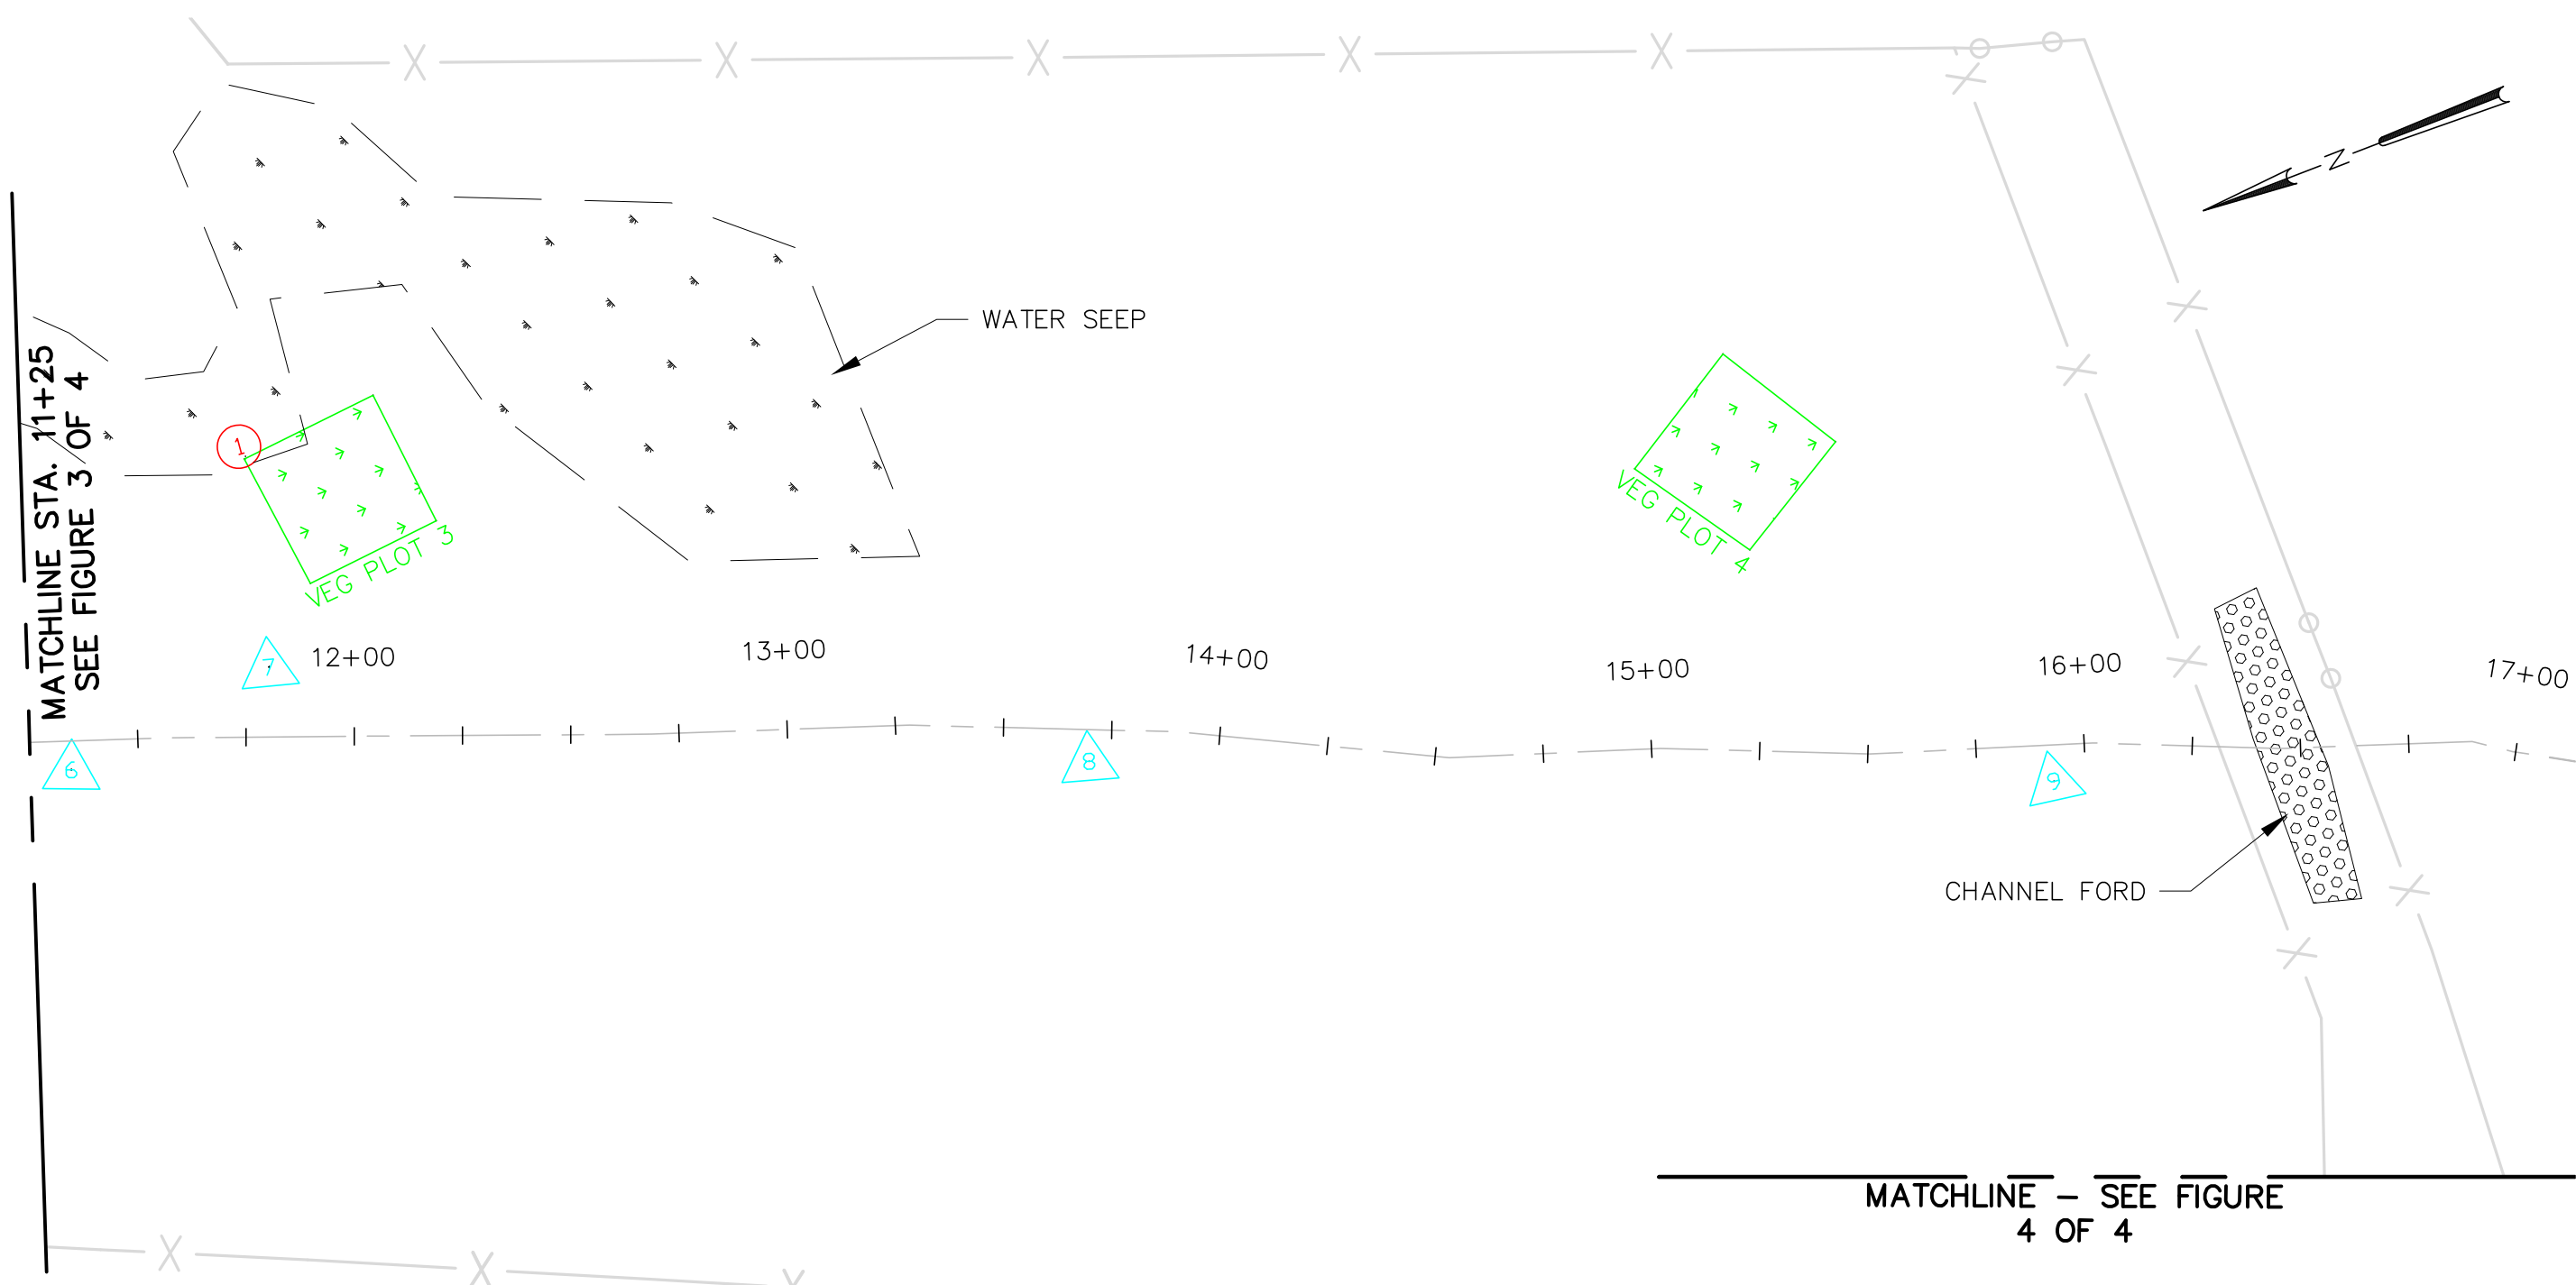 N
WATER SEEP
MATCHLINE STA. 11+25
SEE FIGURE 3 OF 4
1
VEG PLOT 3
VEG PLOT 4
7
12+00
13+00
14+00
15+00
16+00
17+00
6
8
9
CHANNEL FORD
MATCHLINE – SEE FIGURE
4 OF 4